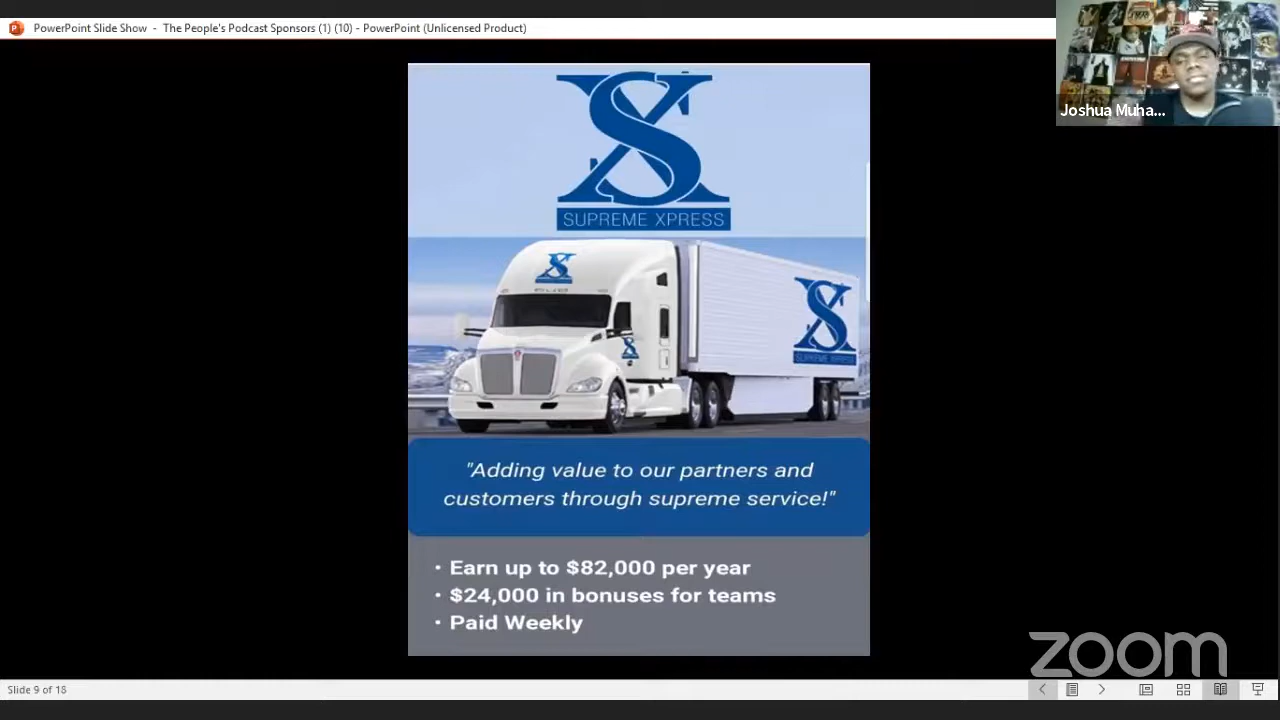 PowerPoint Slide Show - The People's Podcast Sponsors (1) (10) - PowerPoint (Unlicensed Product)
Joshua Muha...
SUPREME XPRESS
SUPREME XPRESS
"Adding value to our partners and
customers through supreme service!"
• Earn up to $82,000 per year
• $24,000 in bonuses for teams
• Paid Weekly
zoom
Slide 9 of 18